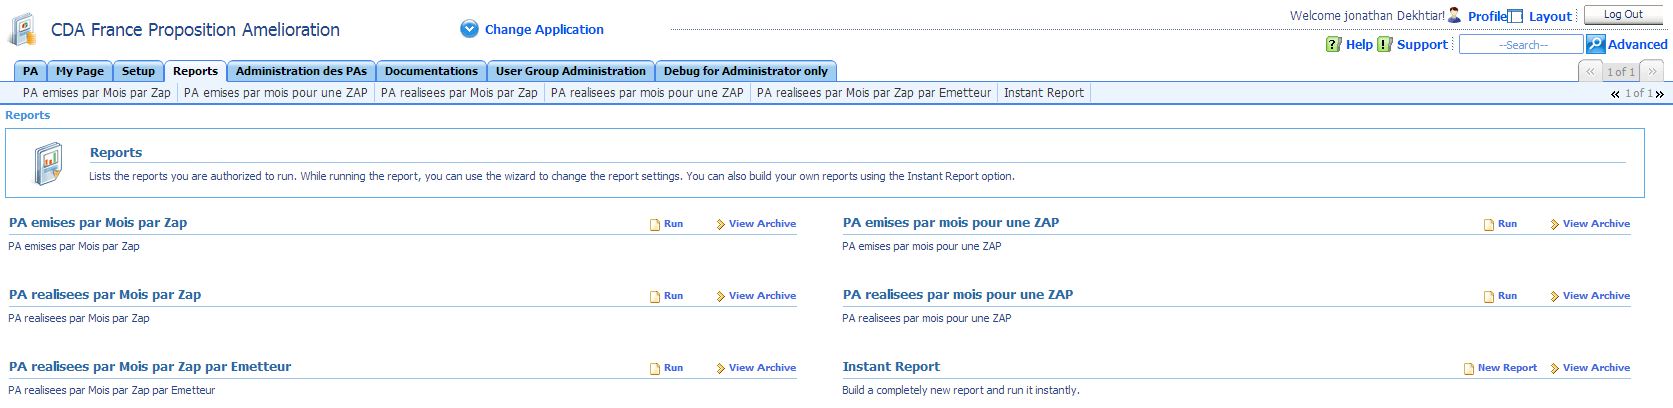 CDA France Proposition Amelioration
Change Application
Welcome jonathan Dekhtiar! Profile Layout Log Out
Help Support --Search-- Advanced
PA My Page Setup Reports Administration des PAs Documentations User Group Administration Debug for Administrator only « 1 of 1 »
PA emises par Mois par Zap PA emises par mois pour une ZAP PA realisees par Mois par Zap PA realisees par mois pour une ZAP PA realisees par Mois par Zap par Emetteur Instant Report « 1 of 1 »
Reports
Reports
Lists the reports you are authorized to run. While running the report, you can use the wizard to change the report settings. You can also build your own reports using the Instant Report option.
PA emises par Mois par Zap Run View Archive
PA emises par Mois par Zap
PA emises par mois pour une ZAP Run View Archive
PA emises par mois pour une ZAP
PA realisees par Mois par Zap Run View Archive
PA realisees par Mois par Zap
PA realisees par mois pour une ZAP Run View Archive
PA realisees par mois pour une ZAP
PA realisees par Mois par Zap par Emetteur Run View Archive
PA realisees par Mois par Zap par Emetteur
Instant Report New Report View Archive
Build a completely new report and run it instantly.